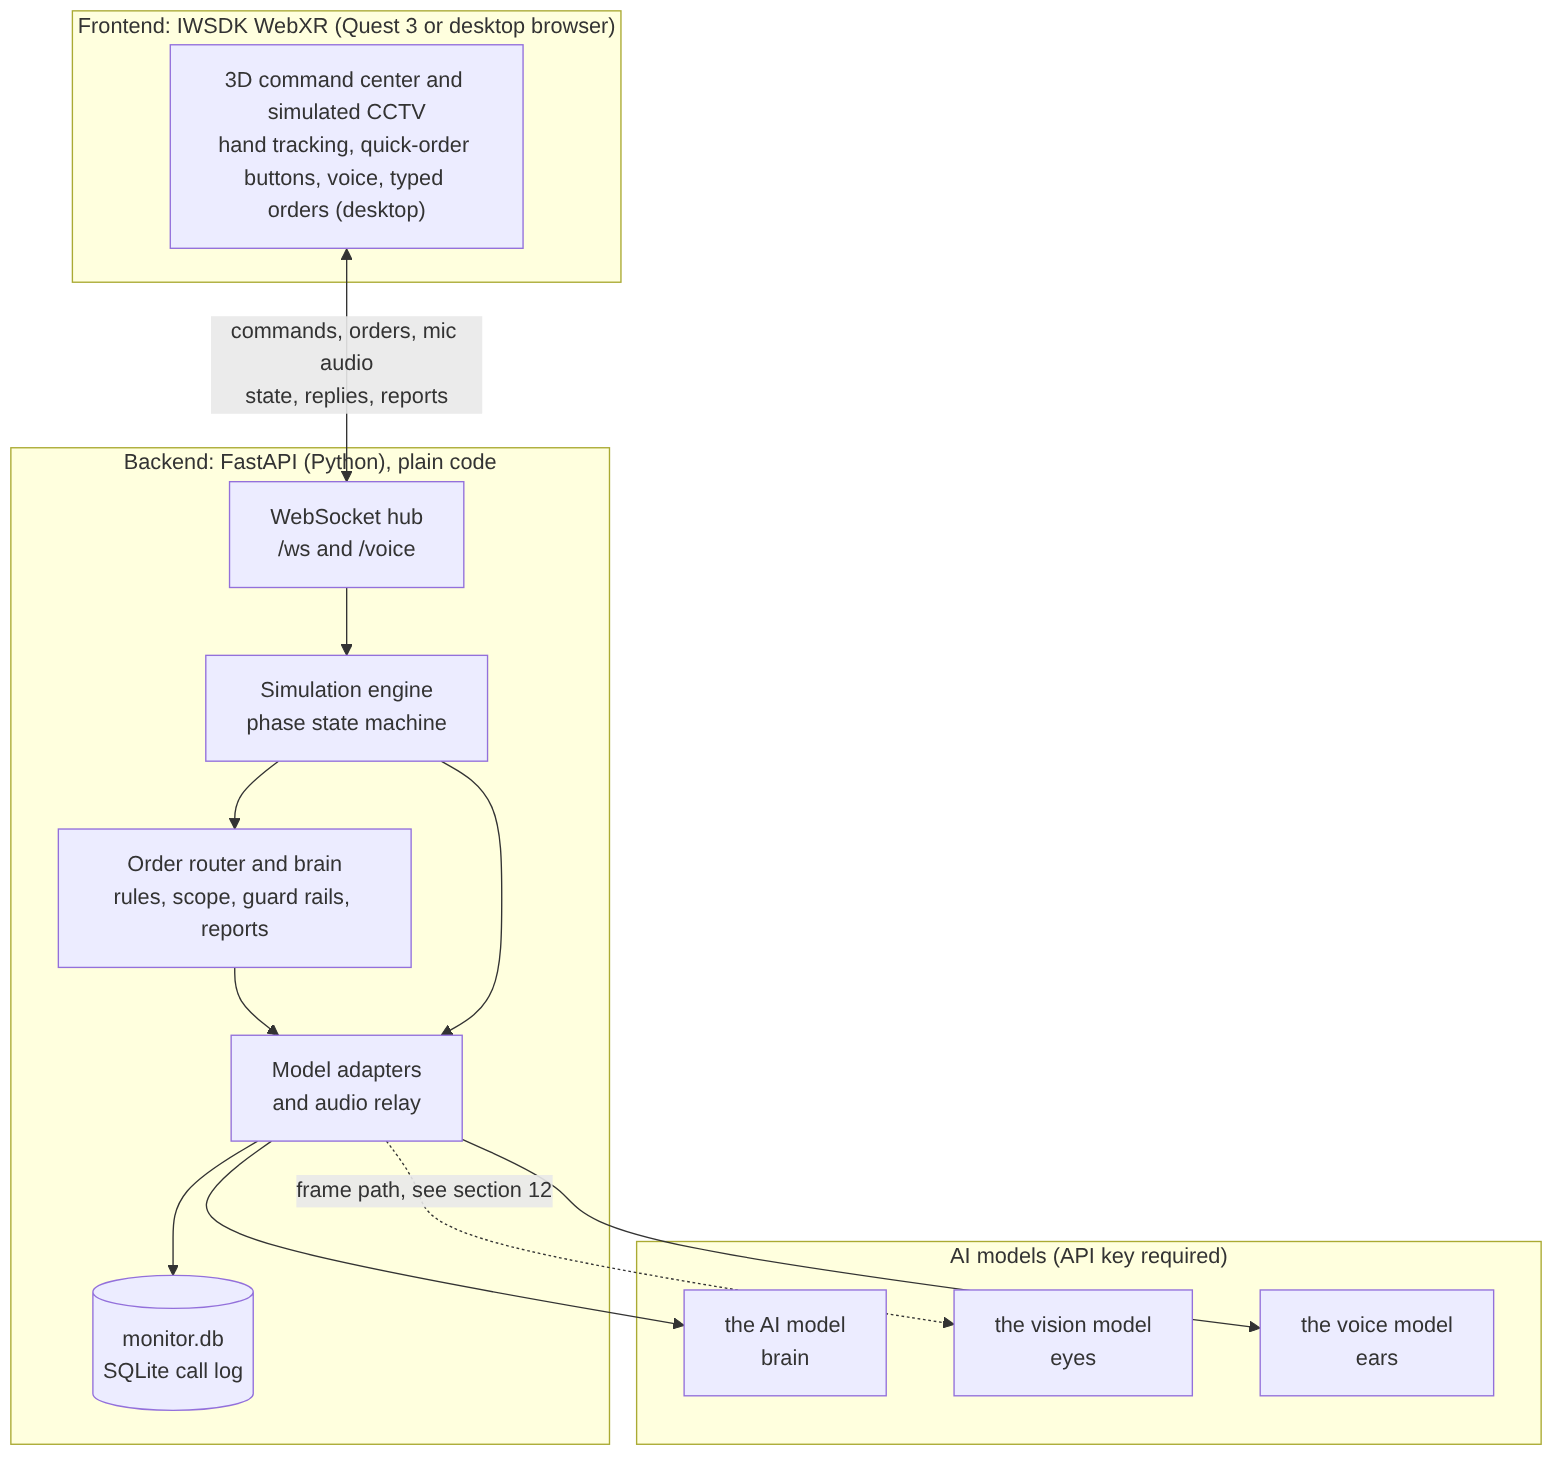 Frontend: IWSDK WebXR (Quest 3 or desktop browser)
3D command center and
simulated CCTV
hand tracking, quick-order
buttons, voice, typed
orders (desktop)
commands, orders, mic
audio
state, replies, reports
Backend: FastAPI (Python), plain code
WebSocket hub
/ws and /voice
Simulation engine
phase state machine
Order router and brain
rules, scope, guard rails,
reports
Model adapters
and audio relay
frame path, see section 12
AI models (API key required)
the AI model
brain
the vision model
eyes
the voice model
ears
monitor.db
SQLite call log